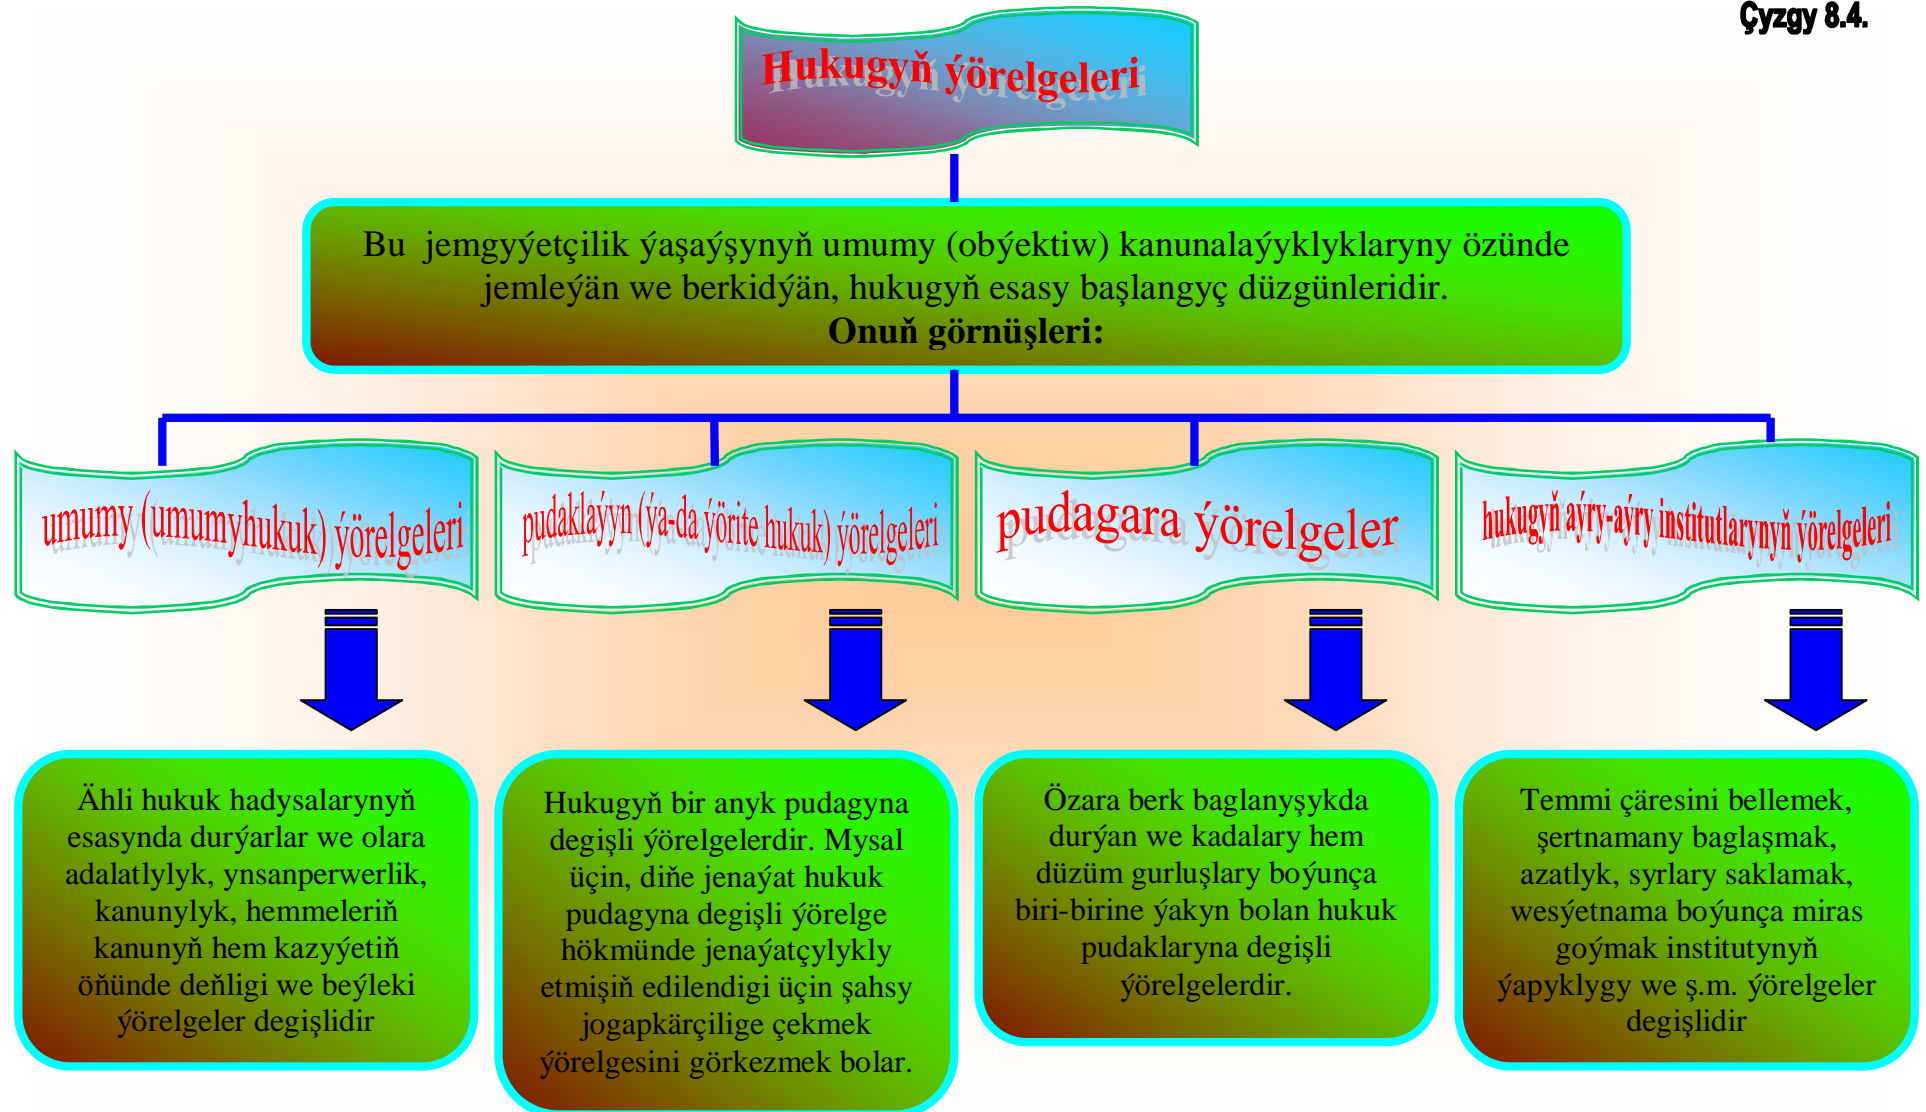 Çyzgy 8.4.
Hukugyň ýörelgeleri
Bu jemgyýetçilik ýaşaýşynyň umumy (obýektiw) kanunalaýyklyklaryny özünde
jemleýän we berkidýän, hukugyň esasy başlangyç düzgünleridir.
Onuň görnüşleri:
umumy (umumyhukuk) ýörelgeleri
pudaklaýyn (ýa-da ýörite hukuk) ýörelgeleri
pudagara ýörelgeler
hukugyň aýry-aýry institutlarynyň ýörelgeleri
Ähli hukuk hadysalarynyň
esasynda durýarlar we olara
adalatlylyk, ynsanperwerlik,
kanunylyk, hemmeleriň
kanunyň hem kazyýetiň
öňünde deňligi we beýleki
ýörelgeler degişlidir
Hukugyň bir anyk pudagyna
degişli ýörelgelerdir. Mysal
üçin, diňe jenaýat hukuk
pudagyna degişli ýörelge
hökmünde jenaýatçylykly
etmişiň edilendigi üçin şahsy
jogapkärçilige çekmek
ýörelgesini görkezmek bolar.
Özara berk baglanyşykda
durýan we kadalary hem
düzüm gurluşlary boýunça
biri-birine ýakyn bolan hukuk
pudaklaryna degişli
ýörelgelerdir.
Temmi çäresini bellemek,
şertnamany baglaşmak,
azatlyk, syrlary saklamak,
wesýetnama boýunça miras
goýmak institutynyň
ýapyklygy we ş.m. ýörelgeler
degişlidir